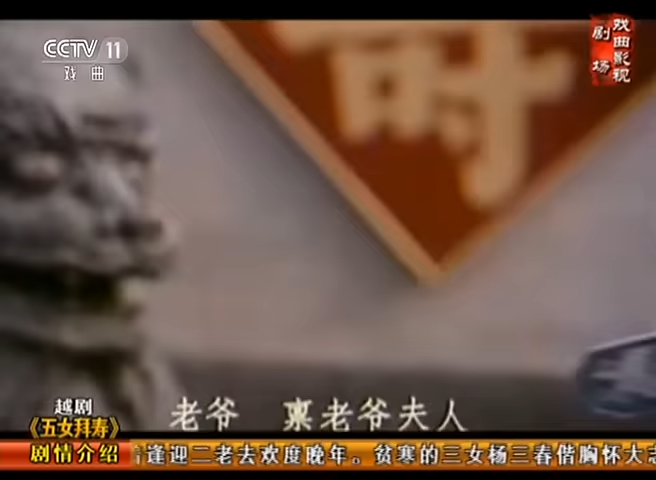 CCTV 11
戏曲
戏曲影视
剧场
寿
老爷 禀老爷夫人
越剧
《五女拜寿》
剧情介绍
逢迎二老去欢度晚年。贫寒的三女杨三春偕胸怀大志